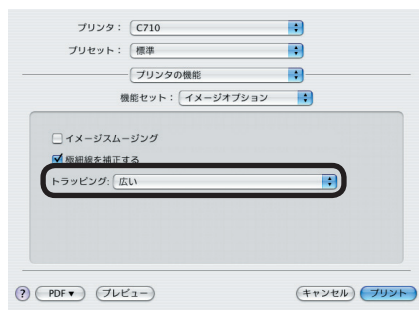 プリンタ： C710
プリセット： 標準
プリンタの機能
機能セット： イメージオプション
イメージスムージング
極細線を補正する
トラッピング: 広い
? PDF▼ プレビュー キャンセル プリント